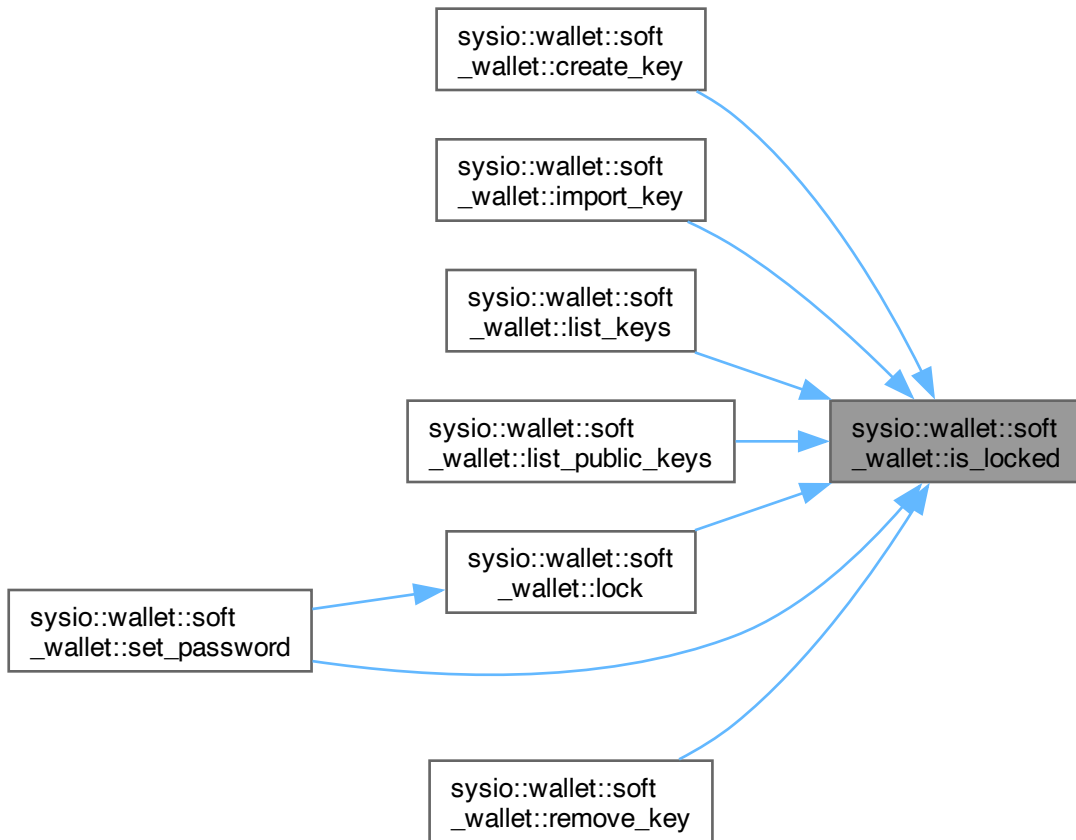 sysio::wallet::soft
_wallet::create_key
sysio::wallet::soft
_wallet::import_key
sysio::wallet::soft
_wallet::list_keys
sysio::wallet::soft
_wallet::list_public_keys
sysio::wallet::soft
_wallet::is_locked
sysio::wallet::soft
_wallet::lock
sysio::wallet::soft
_wallet::set_password
sysio::wallet::soft
_wallet::remove_key